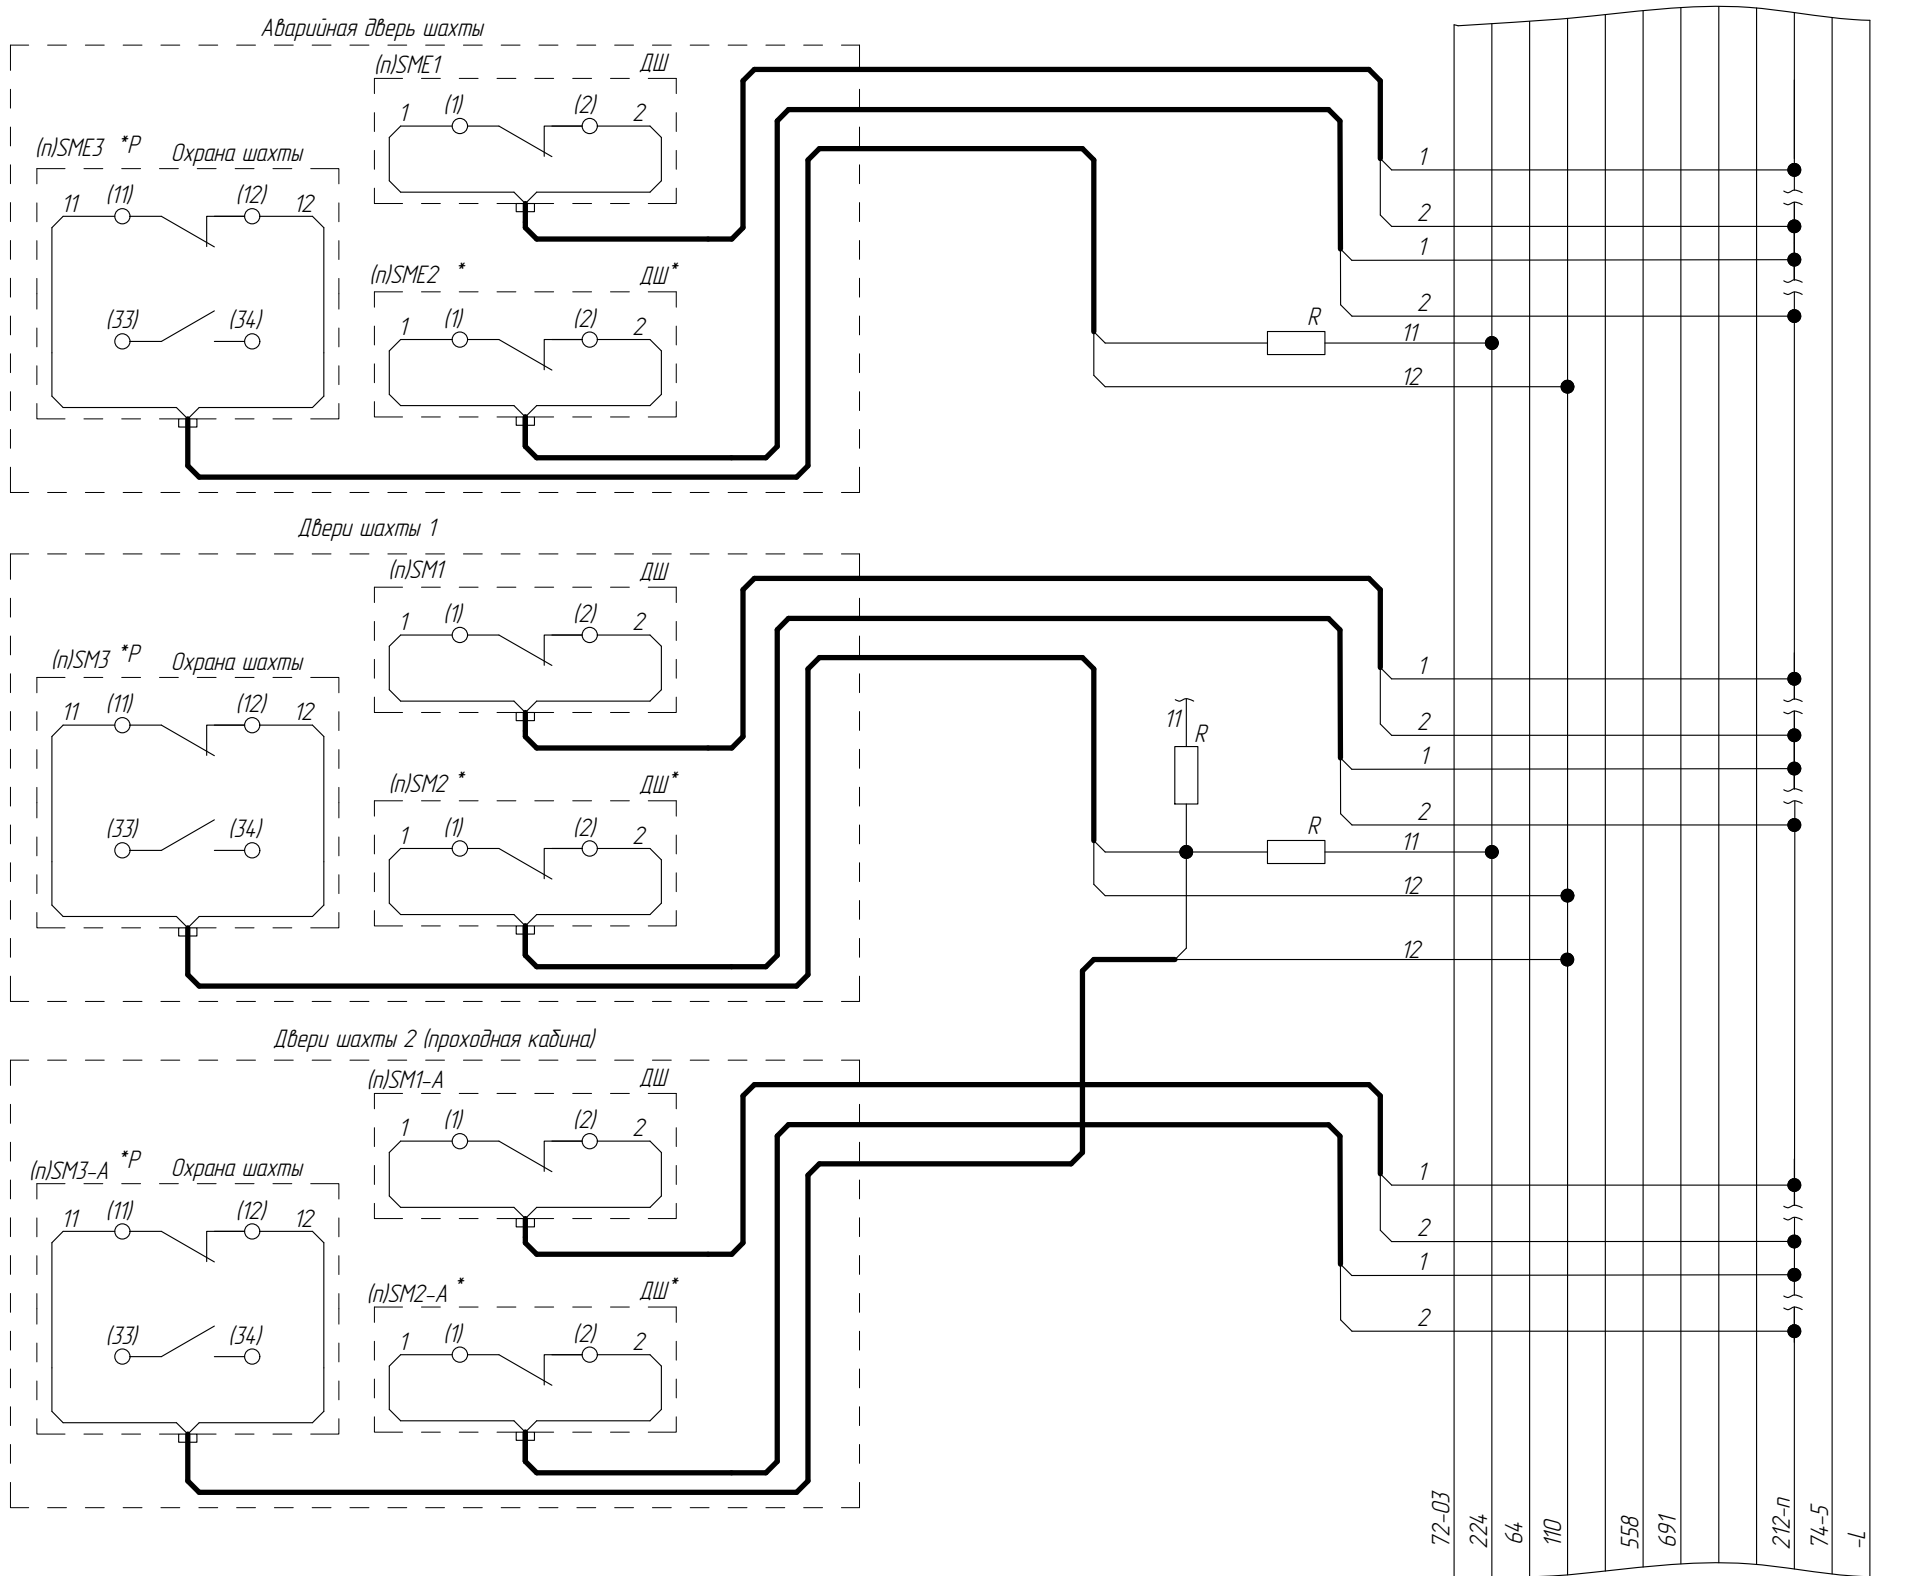 Аварийная дверь шахты
(п)SME1 ДШ
1 (1) (2) 2
(п)SME3 *Р Охрана шахты
11 (11) (12) 12
(33) (34)
(п)SME2 * ДШ*
1 (1) (2) 2
1
2
1
2
R
11
12
Двери шахты 1
(п)SM1 ДШ
1 (1) (2) 2
(п)SM3 *Р Охрана шахты
11 (11) (12) 12
(33) (34)
(п)SM2 * ДШ*
1 (1) (2) 2
1
2
1
2
11
R
R
11
12
12
Двери шахты 2 (проходная кабина)
(п)SM1-A ДШ
1 (1) (2) 2
(п)SM3-A *Р Охрана шахты
11 (11) (12) 12
(33) (34)
(п)SM2-A * ДШ*
1 (1) (2) 2
1
2
1
2
72-03
224
64
110
558
691
212-п
74-5
-L